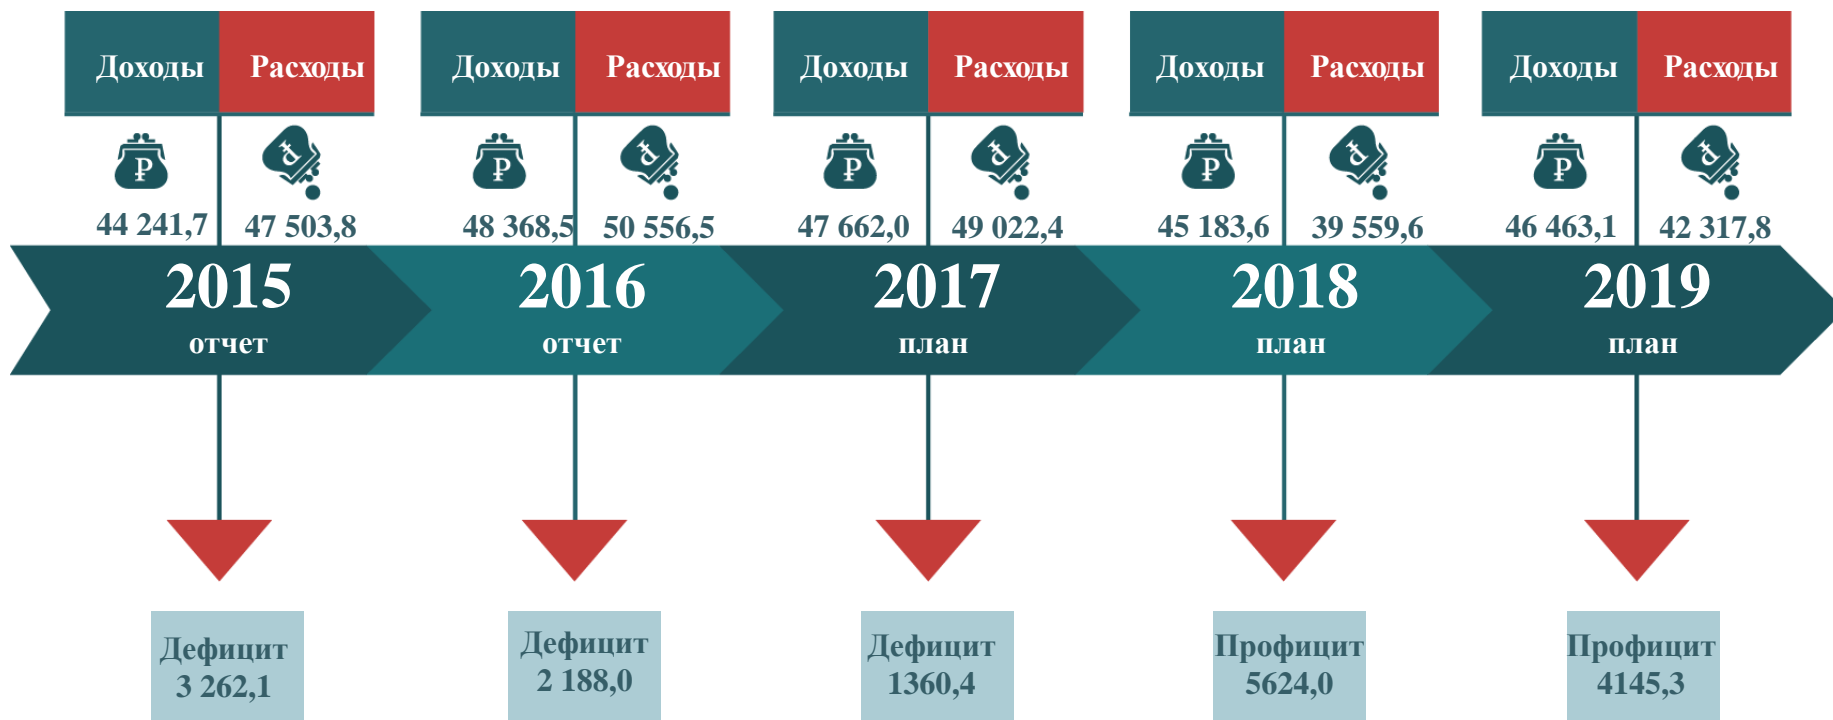 Доходы Расходы
44 241,7 47 503,8
2015
отчет
Дефицит
3 262,1
Доходы Расходы
48 368,5 50 556,5
2016
отчет
Дефицит
2 188,0
Доходы Расходы
47 662,0 49 022,4
2017
план
Дефицит
1360,4
Доходы Расходы
45 183,6 39 559,6
2018
план
Профицит
5624,0
Доходы Расходы
46 463,1 42 317,8
2019
план
Профицит
4145,3